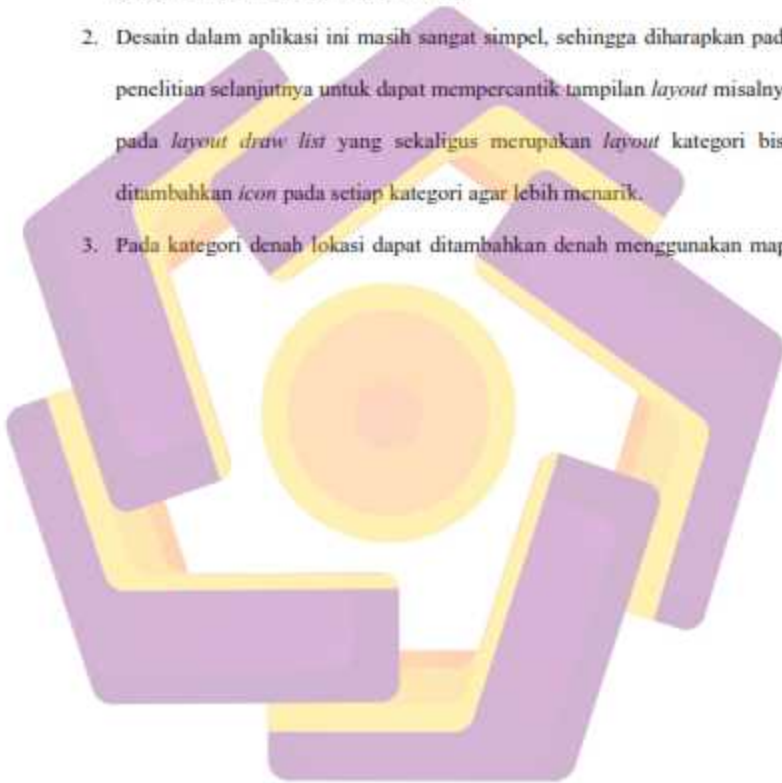 2. Desain dalam aplikasi ini masih sangat simpel, sehingga diharapkan pad
penelitian selanjutnya untuk dapat mempercantik tampilan layout misalny
pada layout draw list yang sekaligus merupakan layout kategori bis
ditambahkan icon pada setiap kategori agar lebih menarik.
3. Pada kategori denah lokasi dapat ditambahkan denah menggunakan map